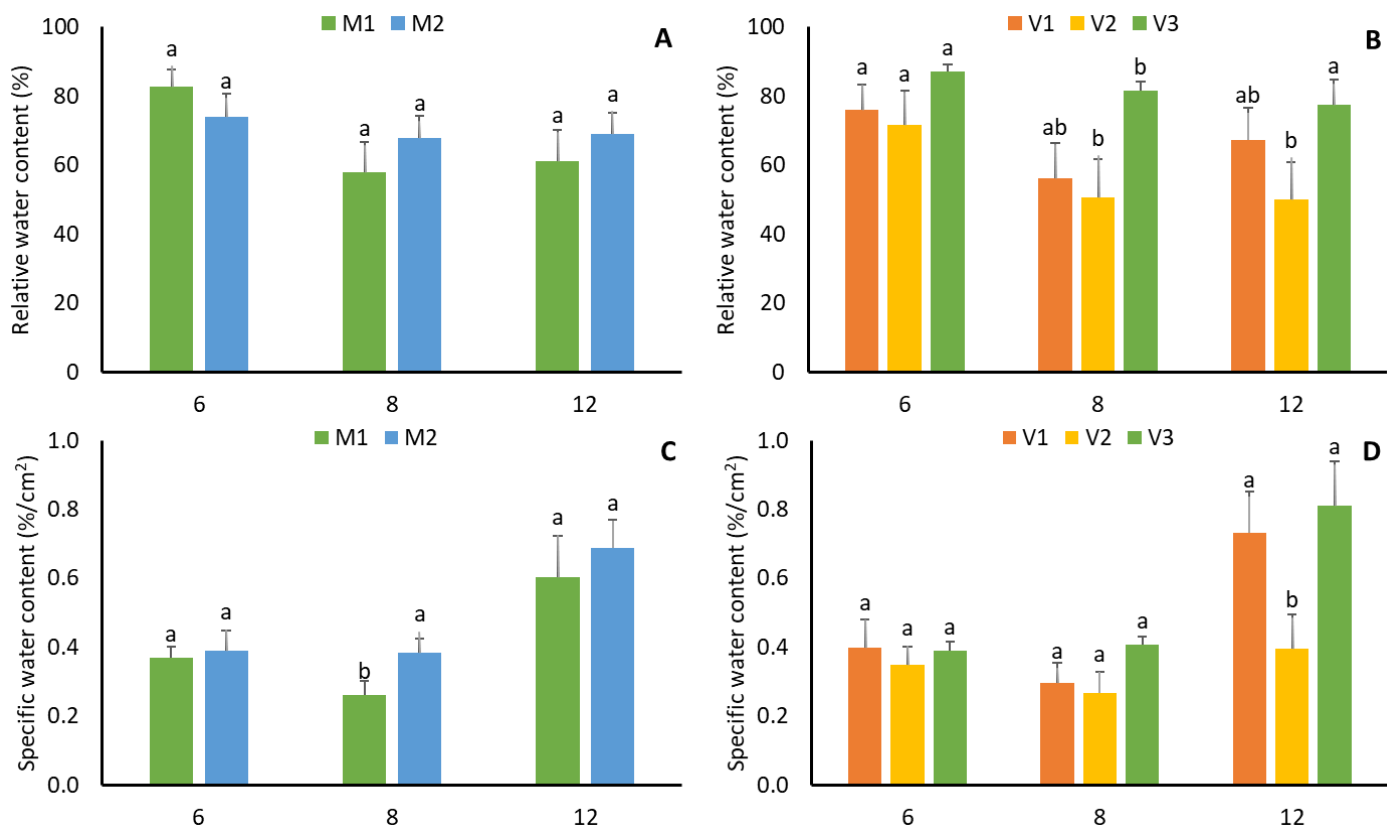 M1 M2
A
100
80
60
40
20
0
Relative water content (%)
a a a a a a
6 8 12
V1 V2 V3
B
100
80
60
40
20
0
Relative water content (%)
a a a ab b b ab b a
6 8 12
M1 M2
C
1.0
0.8
0.6
0.4
0.2
0.0
Specific water content (%/cm²)
a a b a a a
6 8 12
V1 V2 V3
D
1.0
0.8
0.6
0.4
0.2
0.0
Specific water content (%/cm²)
a a a a a a a b a
6 8 12